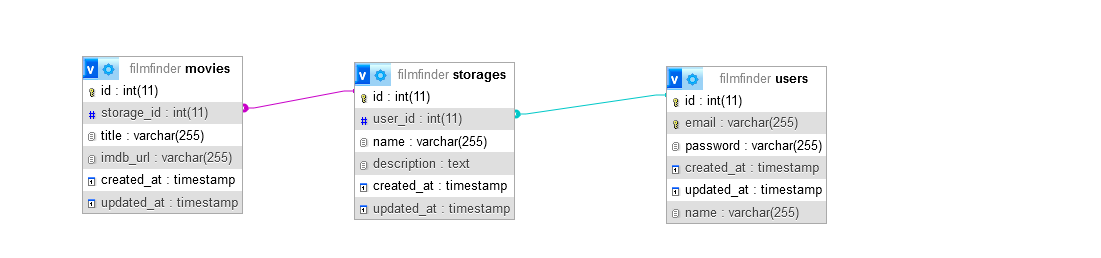 v filmfinder movies
id : int(11)
# storage_id : int(11)
title : varchar(255)
imdb_url : varchar(255)
created_at : timestamp
updated_at : timestamp
v filmfinder storages
id : int(11)
# user_id : int(11)
name : varchar(255)
description : text
created_at : timestamp
updated_at : timestamp
v filmfinder users
id : int(11)
email : varchar(255)
password : varchar(255)
created_at : timestamp
updated_at : timestamp
name : varchar(255)